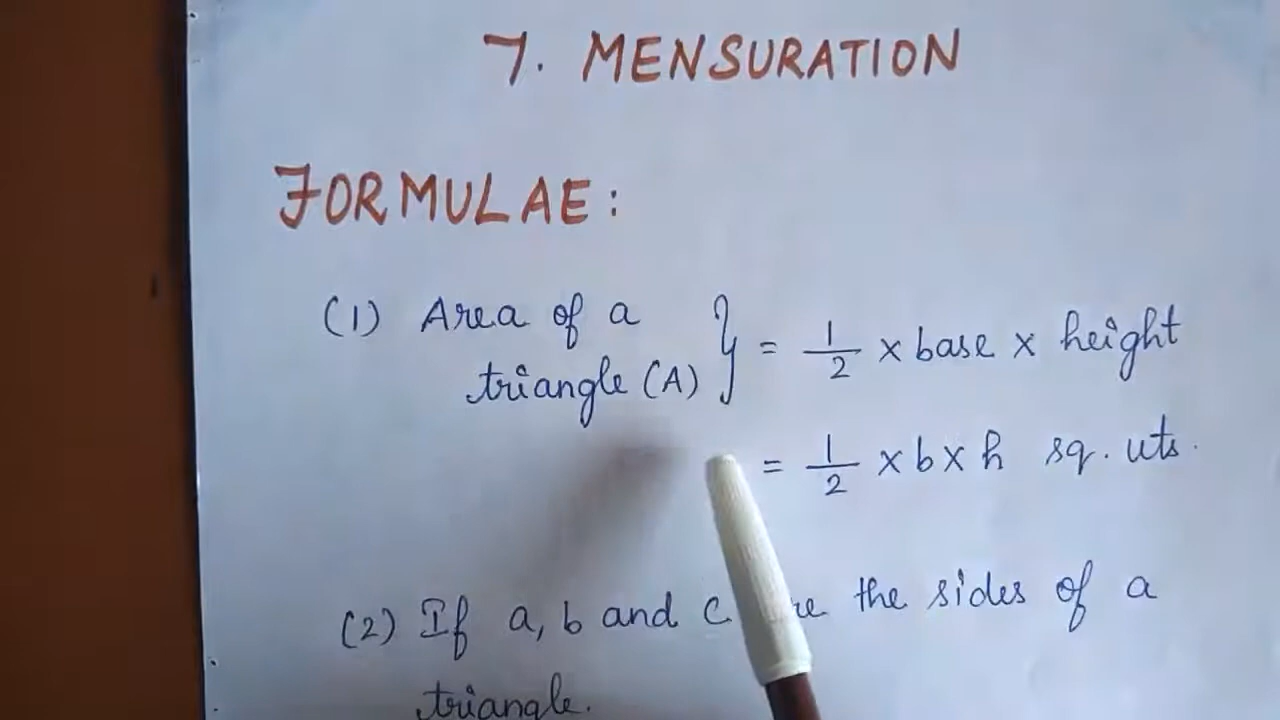 7. MENSURATION
FORMULAE:
(1) Area of a
triangle (A) } = 1/2 × base × height
= 1/2 × b × h sq. uts.
(2) If a, b and c the sides of a
triangle.